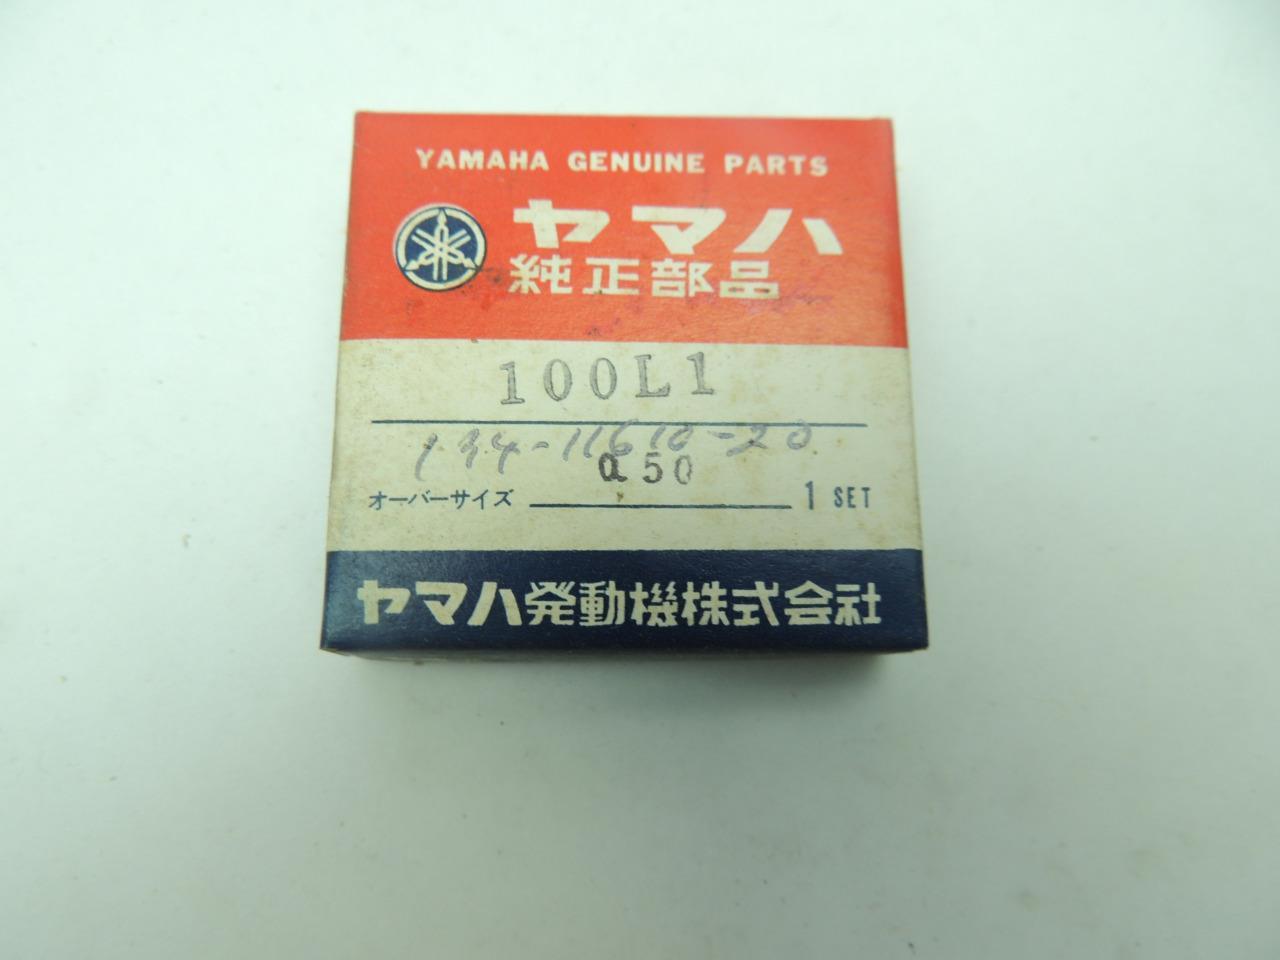 YAMAHA GENUINE PARTS
ヤマハ
純正部品
100L1
134-11610-20
0.50
オーバーサイズ 1 SET
ヤマハ発動機株式会社